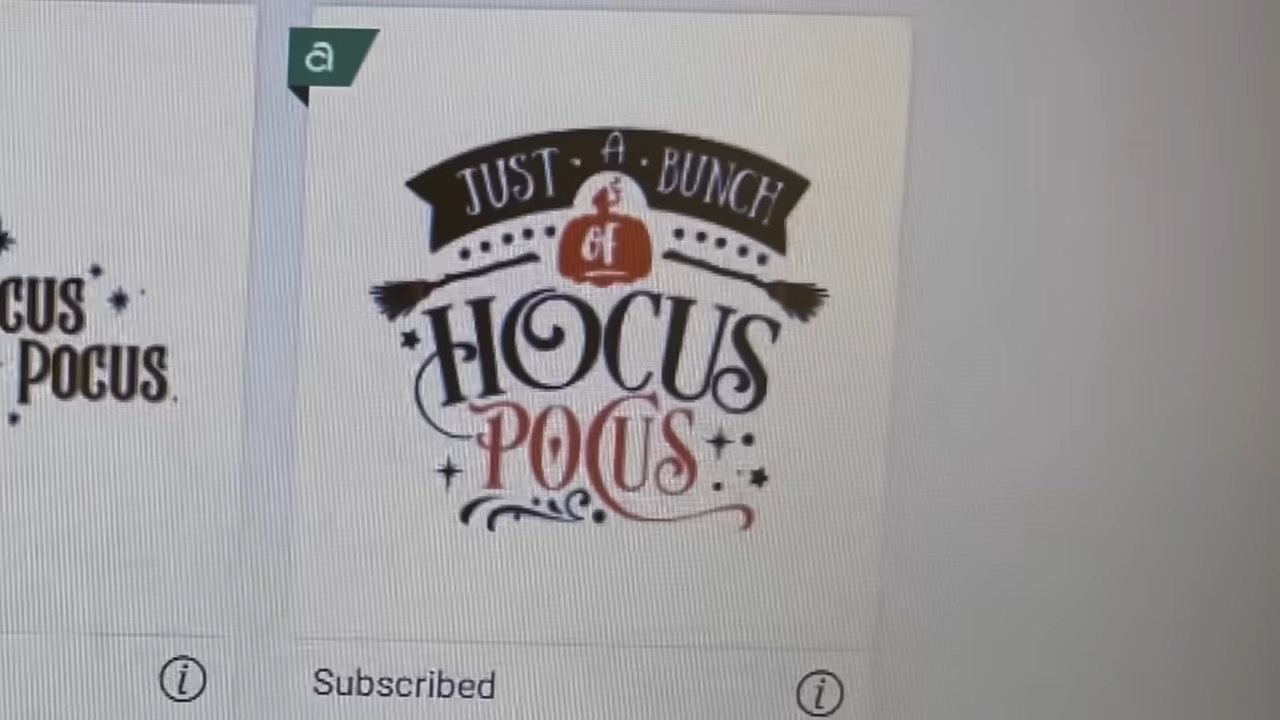 a
JUST · A · BUNCH
OF
HOCUS
POCUS
CUS
POCUS
Subscribed